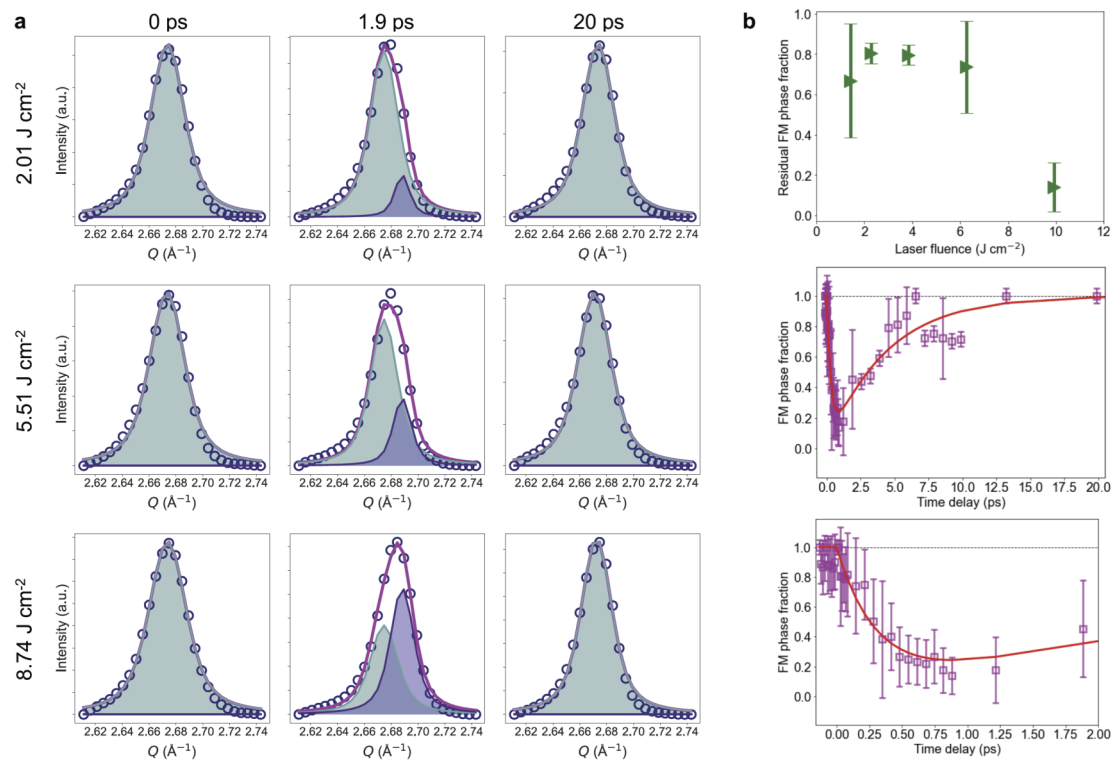 a
0 ps
1.9 ps
20 ps
2.01 J cm⁻²
Intensity (a.u.)
2.62 2.64 2.66 2.68 2.70 2.72 2.74
Q (Å⁻¹)
2.62 2.64 2.66 2.68 2.70 2.72 2.74
Q (Å⁻¹)
2.62 2.64 2.66 2.68 2.70 2.72 2.74
Q (Å⁻¹)
5.51 J cm⁻²
Intensity (a.u.)
2.62 2.64 2.66 2.68 2.70 2.72 2.74
Q (Å⁻¹)
2.62 2.64 2.66 2.68 2.70 2.72 2.74
Q (Å⁻¹)
2.62 2.64 2.66 2.68 2.70 2.72 2.74
Q (Å⁻¹)
8.74 J cm⁻²
Intensity (a.u.)
2.62 2.64 2.66 2.68 2.70 2.72 2.74
Q (Å⁻¹)
2.62 2.64 2.66 2.68 2.70 2.72 2.74
Q (Å⁻¹)
2.62 2.64 2.66 2.68 2.70 2.72 2.74
Q (Å⁻¹)
b
Residual FM phase fraction
1.0
0.8
0.6
0.4
0.2
0.0
0 2 4 6 8 10 12
Laser fluence (J cm⁻²)
FM phase fraction
1.0
0.8
0.6
0.4
0.2
0.0
0.0 2.5 5.0 7.5 10.0 12.5 15.0 17.5 20.0
Time delay (ps)
FM phase fraction
1.0
0.8
0.6
0.4
0.2
0.0
0.00 0.25 0.50 0.75 1.00 1.25 1.50 1.75 2.00
Time delay (ps)